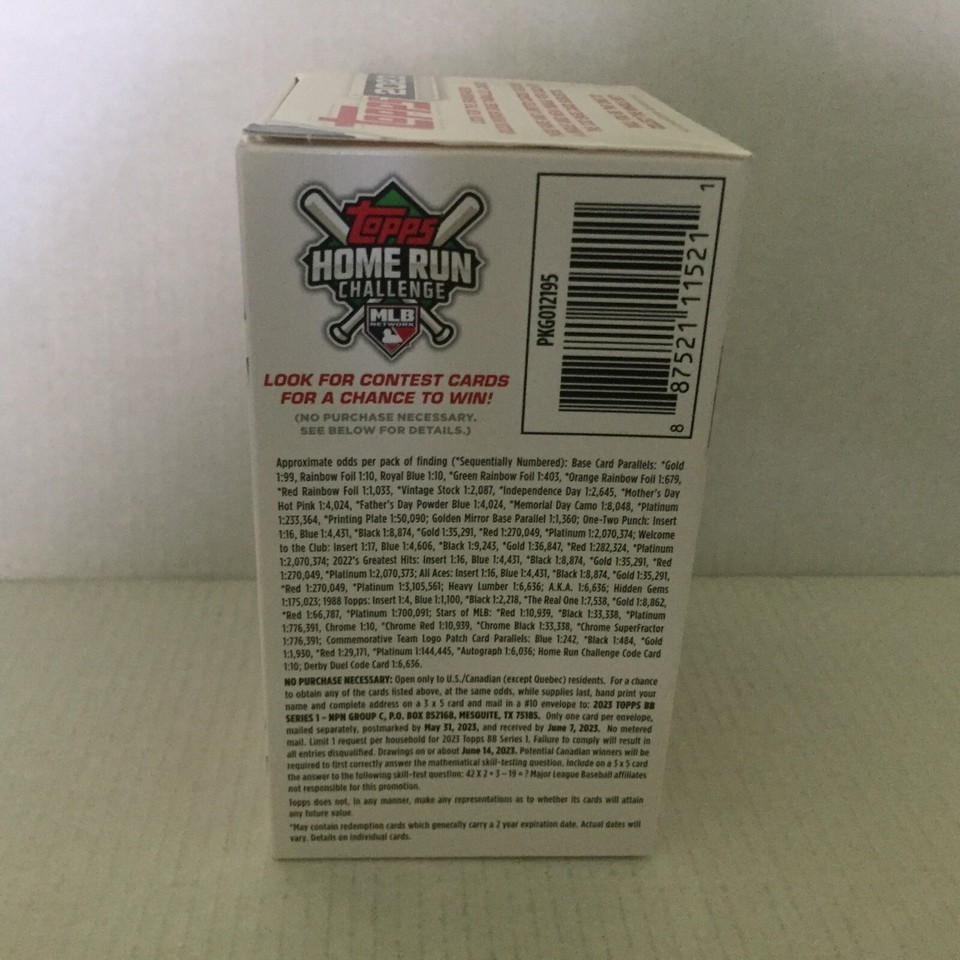 topps
2023
topps
HOME RUN
CHALLENGE
MLB
NETWORK
LOOK FOR CONTEST CARDS
FOR A CHANCE TO WIN!
(NO PURCHASE NECESSARY.
SEE BELOW FOR DETAILS.)
PKG012195
8 87521 11521 1
Approximate odds per pack of finding (*Sequentially Numbered): Base Card Parallels: *Gold
1:99, Rainbow Foil 1:10, Royal Blue 1:10, *Green Rainbow Foil 1:403, *Orange Rainbow Foil 1:679,
*Red Rainbow Foil 1:1,033, *Vintage Stock 1:2,087, *Independence Day 1:2,645, *Mother's Day
Hot Pink 1:4,024, *Father's Day Powder Blue 1:4,024, *Memorial Day Camo 1:8,048, *Platinum
1:233,364, *Printing Plate 1:50,090; Golden Mirror Base Parallel 1:1,360; One-Two Punch: Insert
1:16, Blue 1:4,431, *Black 1:8,874, *Gold 1:35,291, *Red 1:270,049, *Platinum 1:2,070,374; Welcome
to the Club: Insert 1:17, Blue 1:4,606, *Black 1:9,243, *Gold 1:36,847, *Red 1:282,324, *Platinum
1:2,070,374; 2022's Greatest Hits: Insert 1:16, Blue 1:4,431, *Black 1:8,874, *Gold 1:35,291, *Red
1:270,049, *Platinum 1:2,070,373; All Aces: Insert 1:16, Blue 1:4,431, *Black 1:8,874, *Gold 1:35,291,
*Red 1:270,049, *Platinum 1:3,105,561; Heavy Lumber 1:6,636; A.K.A. 1:6,636; Hidden Gems
1:175,023; 1988 Topps: Insert 1:4, Blue 1:1,100, *Black 1:2,218, *The Real One 1:7,538, *Gold 1:8,862,
*Red 1:66,787, *Platinum 1:700,091; Stars of MLB: *Red 1:10,939, *Black 1:33,338, *Platinum
1:776,391, Chrome 1:10, *Chrome Red 1:10,939, *Chrome Black 1:33,338, *Chrome SuperFractor
1:776,391; Commemorative Team Logo Patch Card Parallels: Blue 1:242, *Black 1:484, *Gold
1:1,930, *Red 1:29,171, *Platinum 1:144,445, *Autograph 1:6,036; Home Run Challenge Code Card
1:10; Derby Duel Code Card 1:6,636.
NO PURCHASE NECESSARY: Open only to U.S./Canadian (except Quebec) residents. For a chance
to obtain any of the cards listed above, at the same odds, while supplies last, hand print your
name and complete address on a 3 x 5 card and mail in a #10 envelope to: 2023 TOPPS BB
SERIES 1 – NPN GROUP C, P.O. BOX 852168, MESQUITE, TX 75185. Only one card per envelope,
mailed separately, postmarked by May 31, 2023, and received by June 7, 2023. No metered
mail. Limit 1 request per household for 2023 Topps BB Series 1. Failure to comply will result in
all entries disqualified. Drawings on or about June 14, 2023. Potential Canadian winners will be
required to first correctly answer the mathematical skill-testing question. Include on a 3 x 5 card
the answer to the following skill-test question: 42 X 2 + 3 – 19 = ? Major League Baseball affiliates
not responsible for this promotion.
Topps does not, in any manner, make any representations as to whether its cards will attain
any future value.
*May contain redemption cards which generally carry a 2 year expiration date. Actual dates will
vary. Details on individual cards.